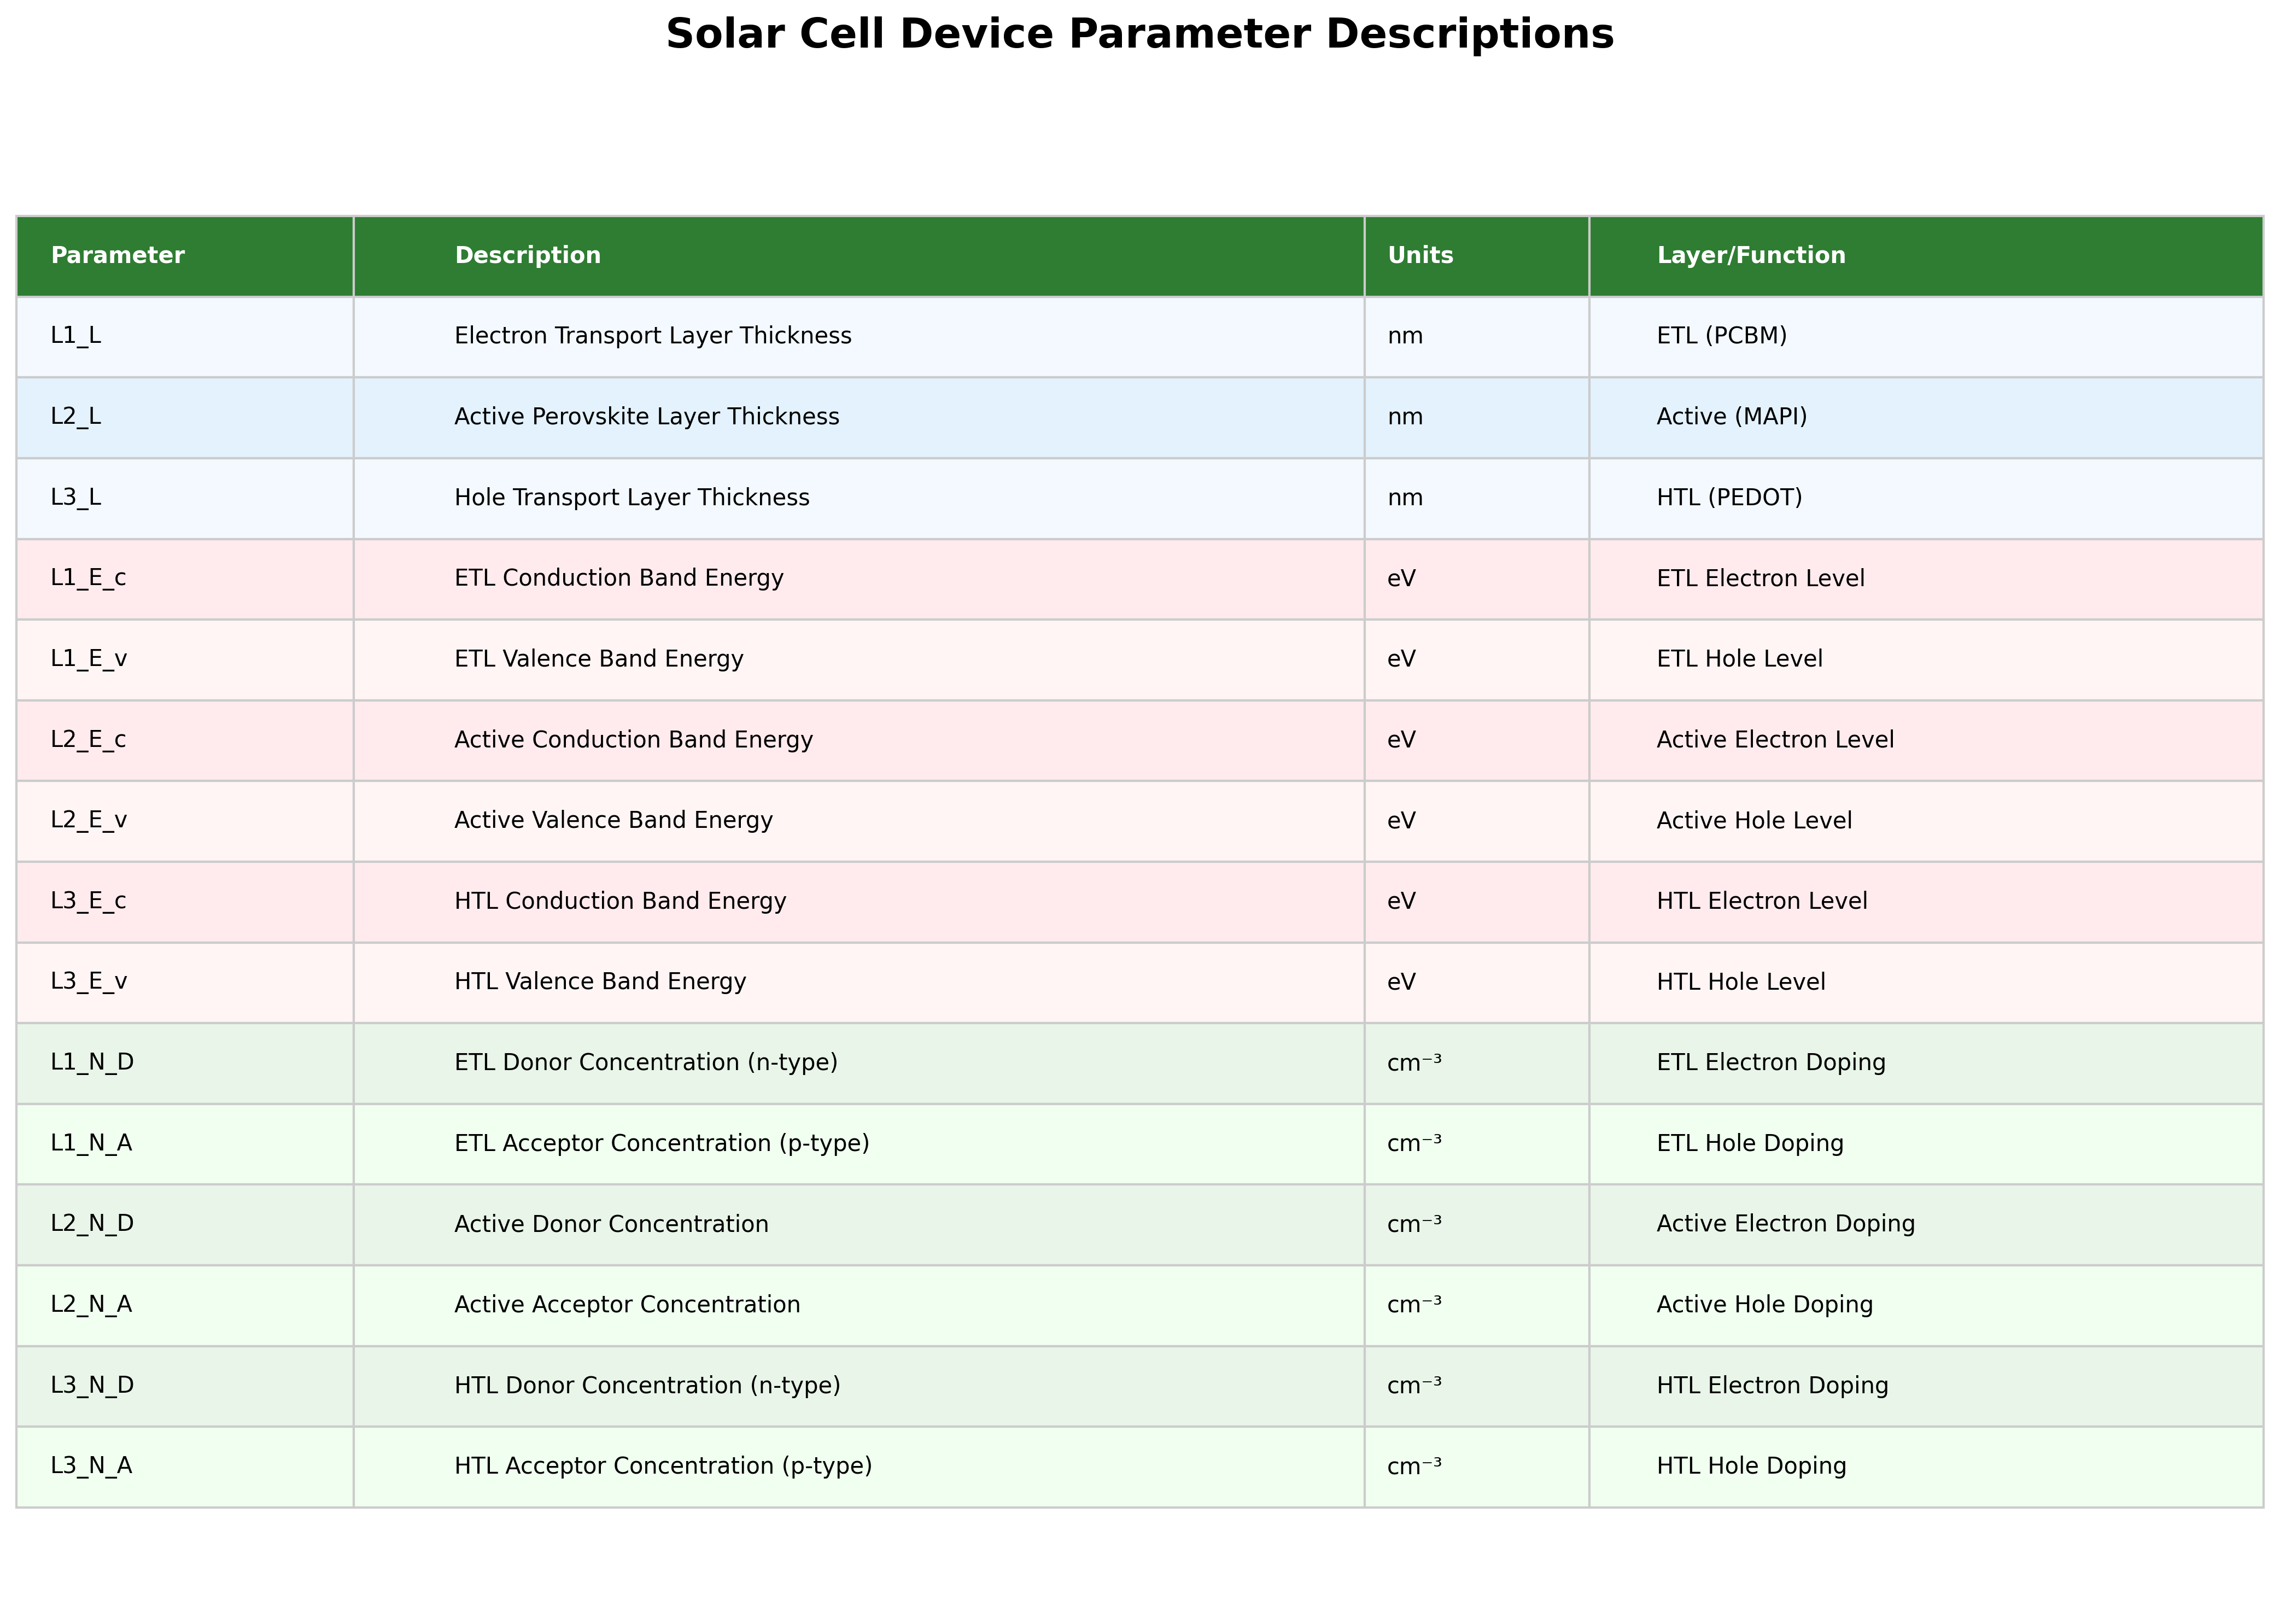 Solar Cell Device Parameter Descriptions
Parameter Description Units Layer/Function
L1_L Electron Transport Layer Thickness nm ETL (PCBM)
L2_L Active Perovskite Layer Thickness nm Active (MAPI)
L3_L Hole Transport Layer Thickness nm HTL (PEDOT)
L1_E_c ETL Conduction Band Energy eV ETL Electron Level
L1_E_v ETL Valence Band Energy eV ETL Hole Level
L2_E_c Active Conduction Band Energy eV Active Electron Level
L2_E_v Active Valence Band Energy eV Active Hole Level
L3_E_c HTL Conduction Band Energy eV HTL Electron Level
L3_E_v HTL Valence Band Energy eV HTL Hole Level
L1_N_D ETL Donor Concentration (n-type) cm⁻³ ETL Electron Doping
L1_N_A ETL Acceptor Concentration (p-type) cm⁻³ ETL Hole Doping
L2_N_D Active Donor Concentration cm⁻³ Active Electron Doping
L2_N_A Active Acceptor Concentration cm⁻³ Active Hole Doping
L3_N_D HTL Donor Concentration (n-type) cm⁻³ HTL Electron Doping
L3_N_A HTL Acceptor Concentration (p-type) cm⁻³ HTL Hole Doping